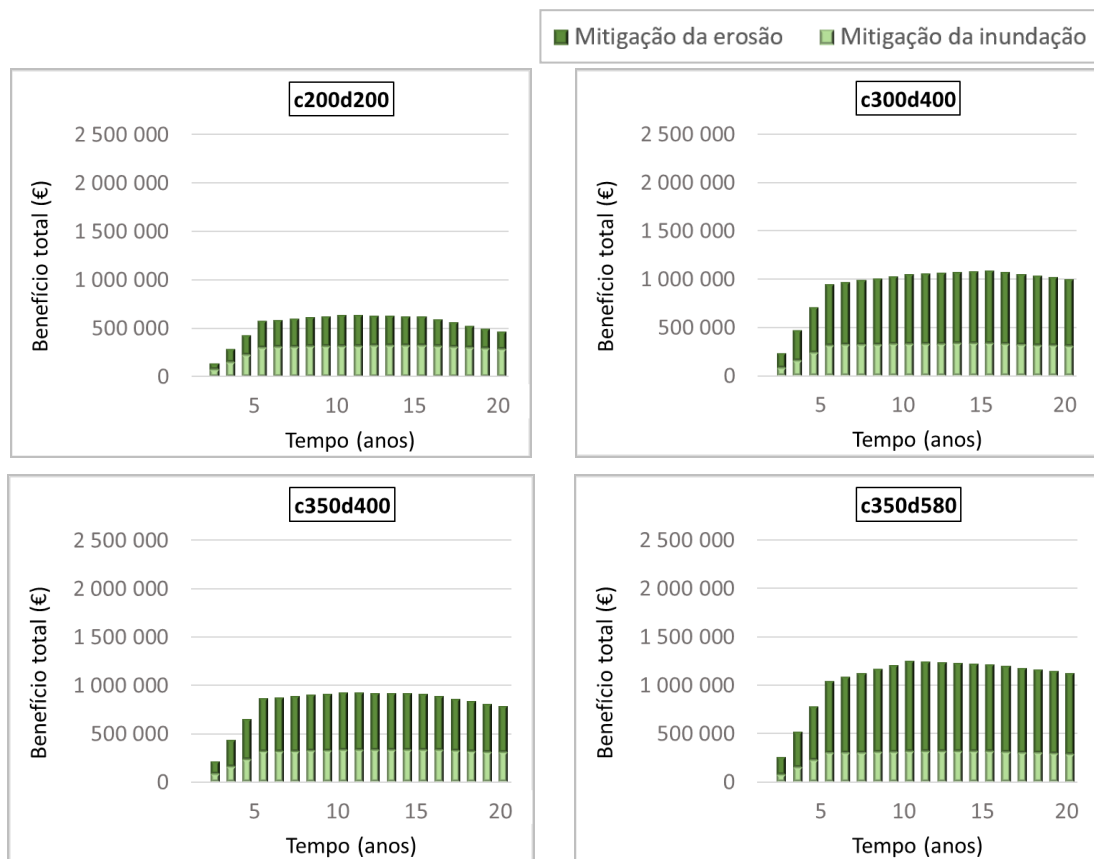 Mitigação da erosão Mitigação da inundação
c200d200
2 500 000
2 000 000
1 500 000
1 000 000
500 000
0
Benefício total (€)
5 10 15 20
Tempo (anos)
c300d400
2 500 000
2 000 000
1 500 000
1 000 000
500 000
0
Benefício total (€)
5 10 15 20
Tempo (anos)
c350d400
2 500 000
2 000 000
1 500 000
1 000 000
500 000
0
Benefício total (€)
5 10 15 20
Tempo (anos)
c350d580
2 500 000
2 000 000
1 500 000
1 000 000
500 000
0
Benefício total (€)
5 10 15 20
Tempo (anos)